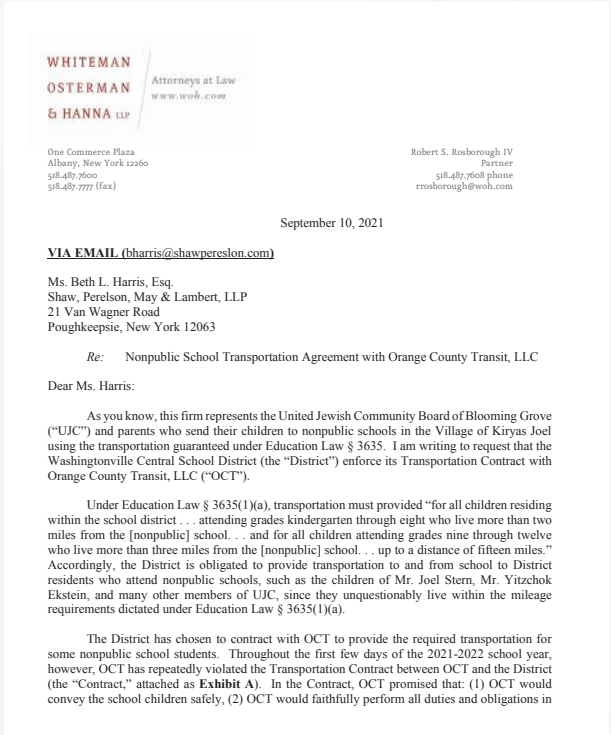 WHITEMAN
OSTERMAN
& HANNA LLP
Attorneys at Law
www.woh.com
One Commerce Plaza
Albany, New York 12260
518.487.7600
518.487.7777 (fax)
Robert S. Rosborough IV
Partner
518.487.7608 phone
rrosborough@woh.com
September 10, 2021
VIA EMAIL (bharris@shawpereslon.com)
Ms. Beth L. Harris, Esq.
Shaw, Perelson, May & Lambert, LLP
21 Van Wagner Road
Poughkeepsie, New York 12063
Re: Nonpublic School Transportation Agreement with Orange County Transit, LLC
Dear Ms. Harris:
As you know, this firm represents the United Jewish Community Board of Blooming Grove
(“UJC”) and parents who send their children to nonpublic schools in the Village of Kiryas Joel
using the transportation guaranteed under Education Law § 3635. I am writing to request that the
Washingtonville Central School District (the “District”) enforce its Transportation Contract with
Orange County Transit, LLC (“OCT”).
Under Education Law § 3635(1)(a), transportation must provided “for all children residing
within the school district . . . attending grades kindergarten through eight who live more than two
miles from the [nonpublic] school. . . and for all children attending grades nine through twelve
who live more than three miles from the [nonpublic] school. . . up to a distance of fifteen miles.”
Accordingly, the District is obligated to provide transportation to and from school to District
residents who attend nonpublic schools, such as the children of Mr. Joel Stern, Mr. Yitzchok
Ekstein, and many other members of UJC, since they unquestionably live within the mileage
requirements dictated under Education Law § 3635(1)(a).
The District has chosen to contract with OCT to provide the required transportation for
some nonpublic school students. Throughout the first few days of the 2021-2022 school year,
however, OCT has repeatedly violated the Transportation Contract between OCT and the District
(the “Contract,” attached as Exhibit A). In the Contract, OCT promised that: (1) OCT would
convey the school children safely, (2) OCT would faithfully perform all duties and obligations in